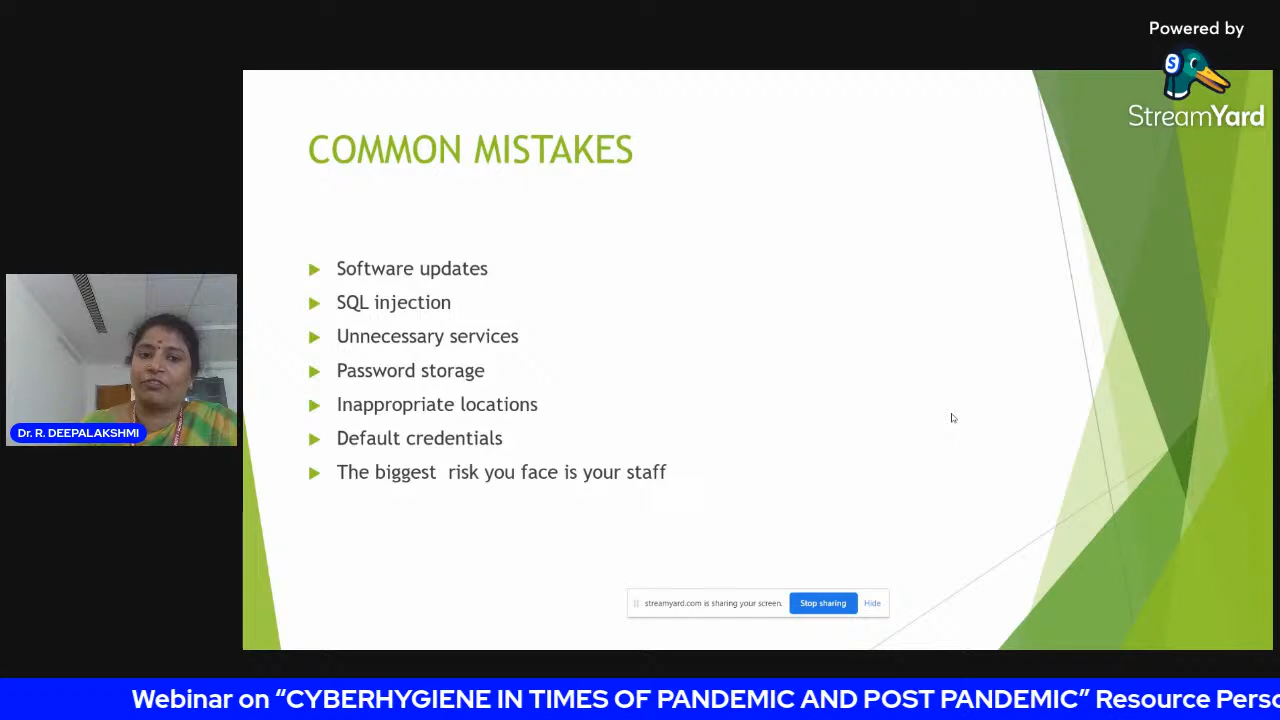 Powered by
StreamYard
COMMON MISTAKES
Software updates
SQL injection
Unnecessary services
Password storage
Inappropriate locations
Default credentials
The biggest  risk you face is your staff
Dr. R. DEEPALAKSHMI
streamyard.com is sharing your screen.
Stop sharing
Hide
Webinar on “CYBERHYGIENE IN TIMES OF PANDEMIC AND POST PANDEMIC” Resource Perso